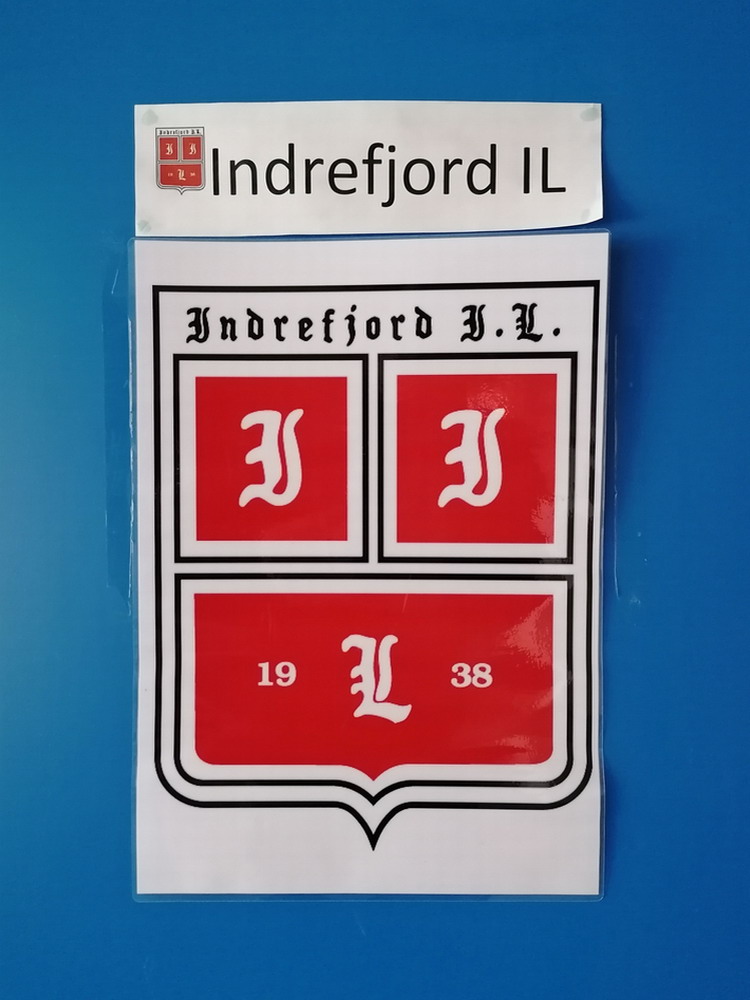 Indrefjord IL
Indrefjord I.L.
I I
19 L 38